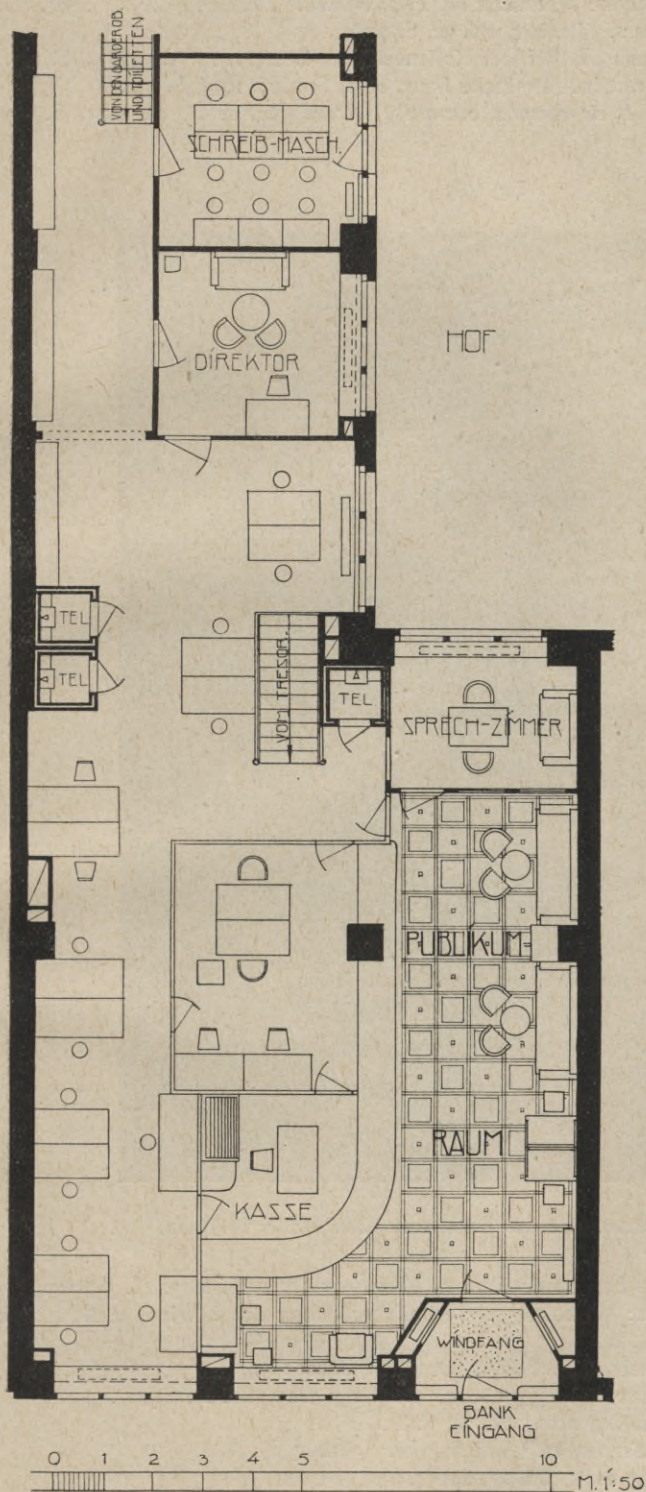 VON DEN GARDEROB.
UND TOILETTEN
SCHREIB-MASCH.
DIREKTOR
HOF
TEL
TEL
VOM TRESOR.
TEL
SPRECH-ZIMMER
PUBLIKUM=
RAUM
KASSE
WINDFANG
BANK
EINGANG
0 1 2 3 4 5 10
M. 1:50